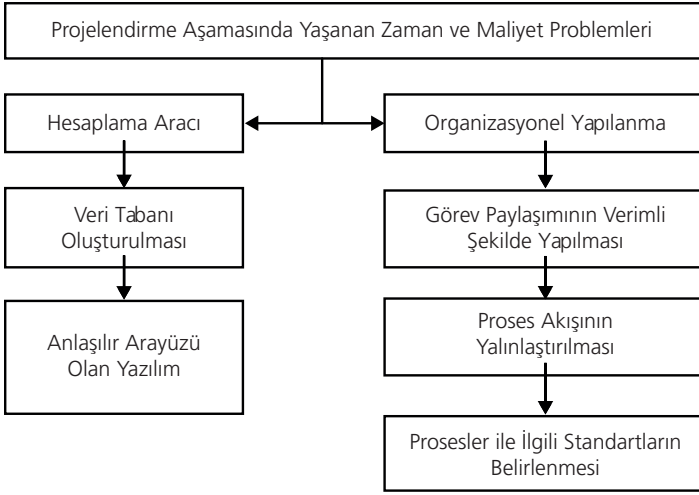 Projelendirme Aşamasında Yaşanan Zaman ve Maliyet Problemleri
Hesaplama Aracı
Organizasyonel Yapılanma
Veri Tabanı
Oluşturulması
Görev Paylaşımının Verimli
Şekilde Yapılması
Anlaşılır Arayüzü
Olan Yazılım
Proses Akışının
Yalınlaştırılması
Prosesler ile İlgili Standartların
Belirlenmesi